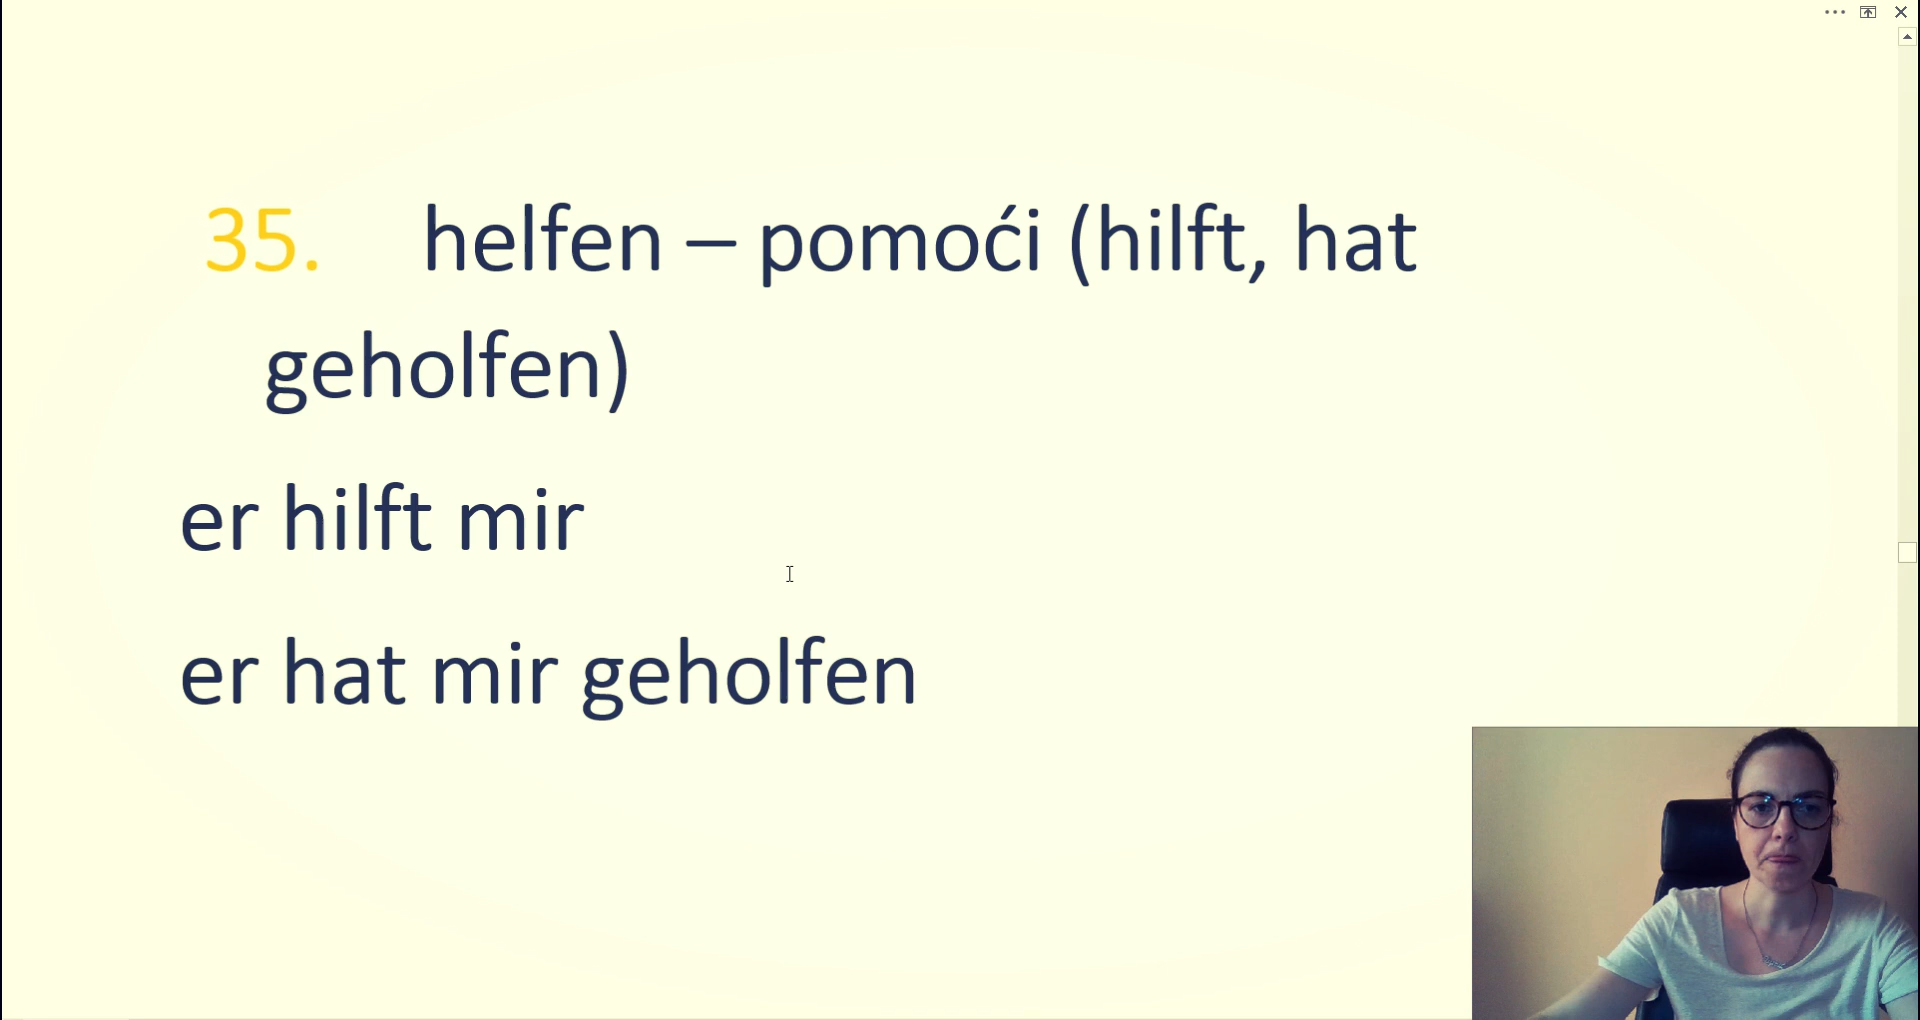 35. helfen – pomoći (hilft, hat
geholfen)
er hilft mir
er hat mir geholfen